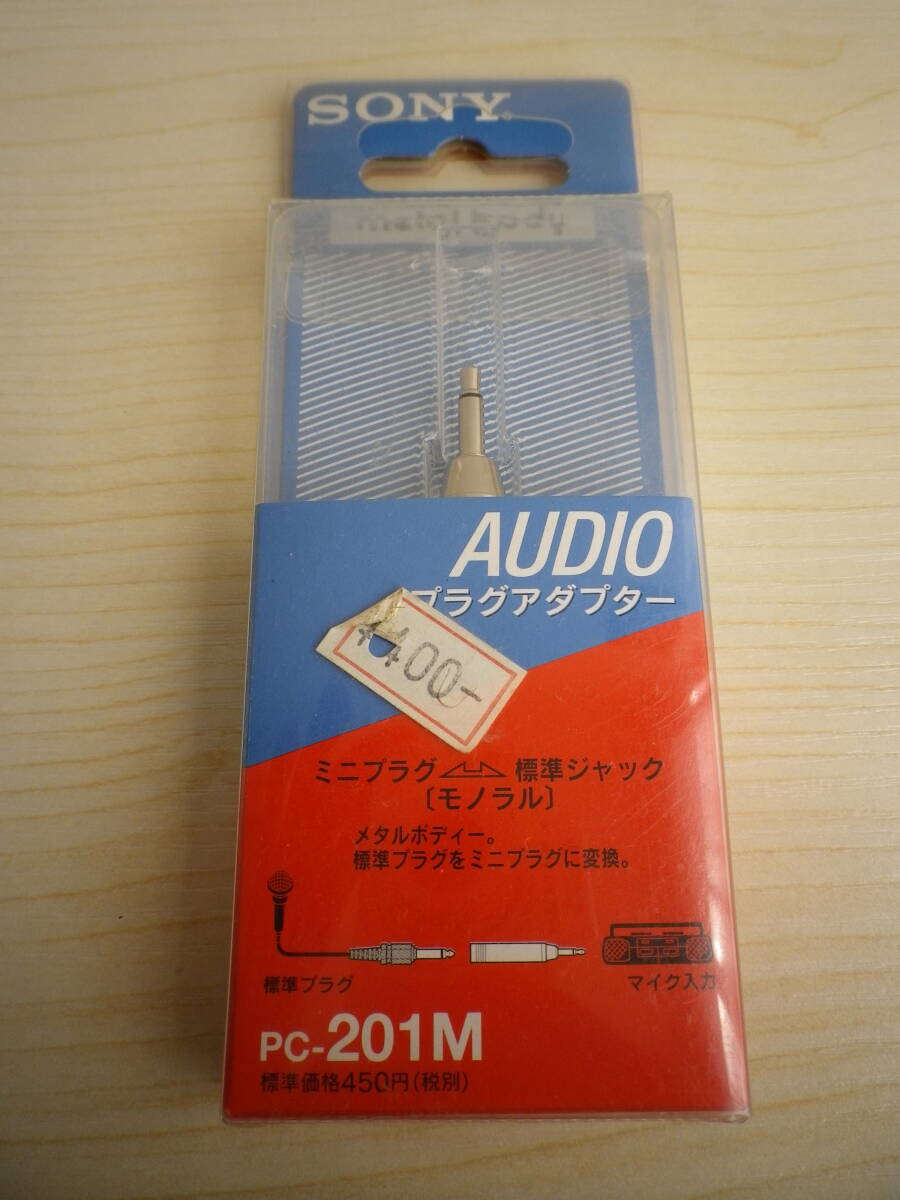 SONY
AUDIO
プラグアダプター
¥400-
ミニプラグ 標準ジャック
〔モノラル〕
メタルボディー。
標準プラグをミニプラグに変換。
標準プラグ
マイク入力
PC-201M
標準価格450円(税別)